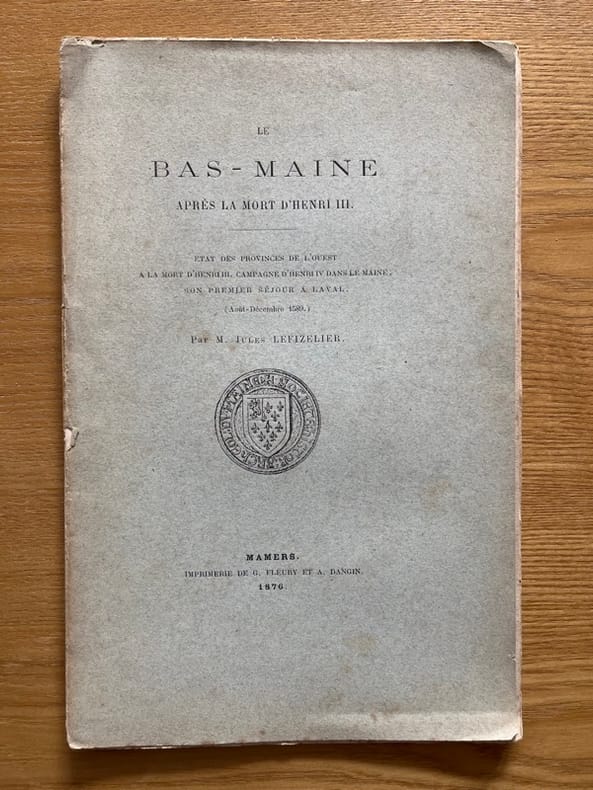 LE
BAS-MAINE
APRÈS LA MORT D'HENRI III.
ETAT DES PROVINCES DE L'OUEST
A LA MORT D'HENRI III, CAMPAGNE D'HENRI IV DANS LE MAINE,
SON PREMIER SÉJOUR A LAVAL.
(Août-Décembre 1589.)
Par M. Jules LEFIZELIER.
MAMERS.
IMPRIMERIE DE G. FLEURY ET A. DANGIN.
1876.